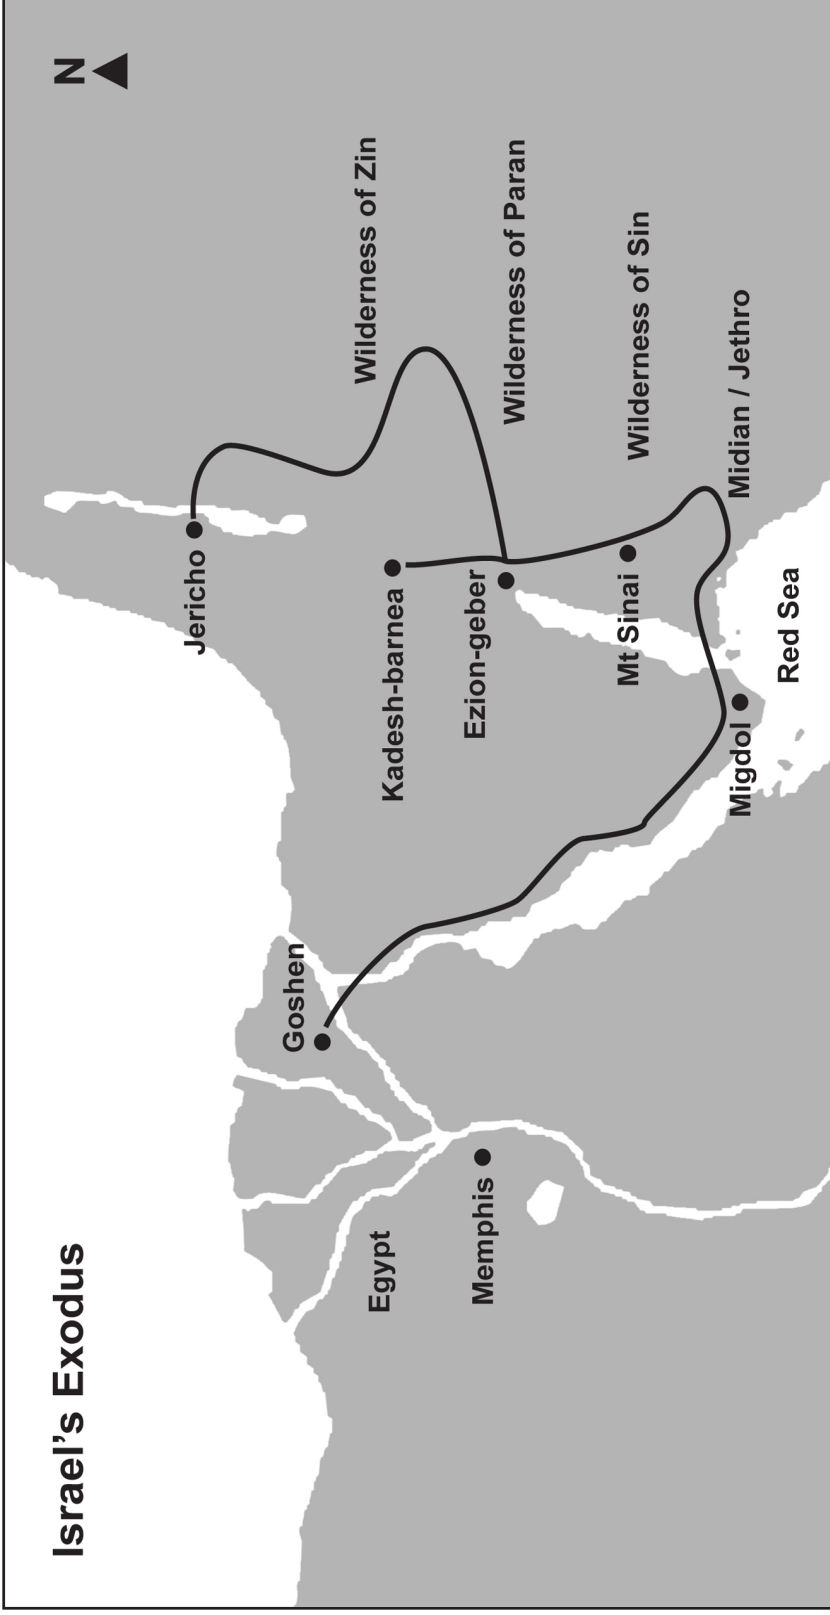 Israel's Exodus
N
Jericho
Goshen
Wilderness of Zin
Egypt
Kadesh-barnea
Memphis
Ezion-geber
Wilderness of Paran
Mt Sinai
Wilderness of Sin
Migdol
Midian / Jethro
Red Sea